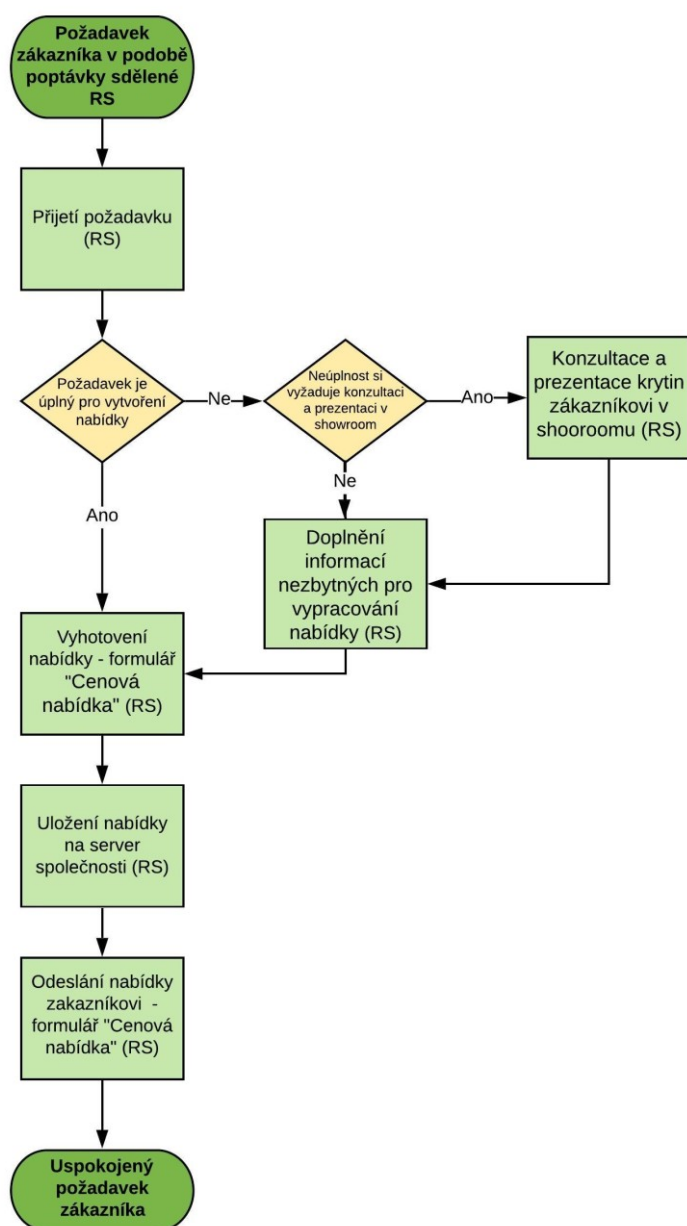 Požadavek
zákazníka v podobě
poptávky sdělené
RS
Přijetí požadavku
(RS)
Požadavek je
úplný pro vytvoření
nabídky
Ne
Neúplnost si
vyžaduje konzultaci
a prezentaci v
showroom
Ano
Konzultace a
prezentace krytin
zákazníkovi v
shooroomu (RS)
Ne
Ano
Doplnění
informací
nezbytných pro
vypracování
nabídky (RS)
Vyhotovení
nabídky - formulář
"Cenová
nabídka" (RS)
Uložení nabídky
na server
společnosti (RS)
Odeslání nabídky
zakazníkovi -
formulář "Cenová
nabídka" (RS)
Uspokojený
požadavek
zákazníka